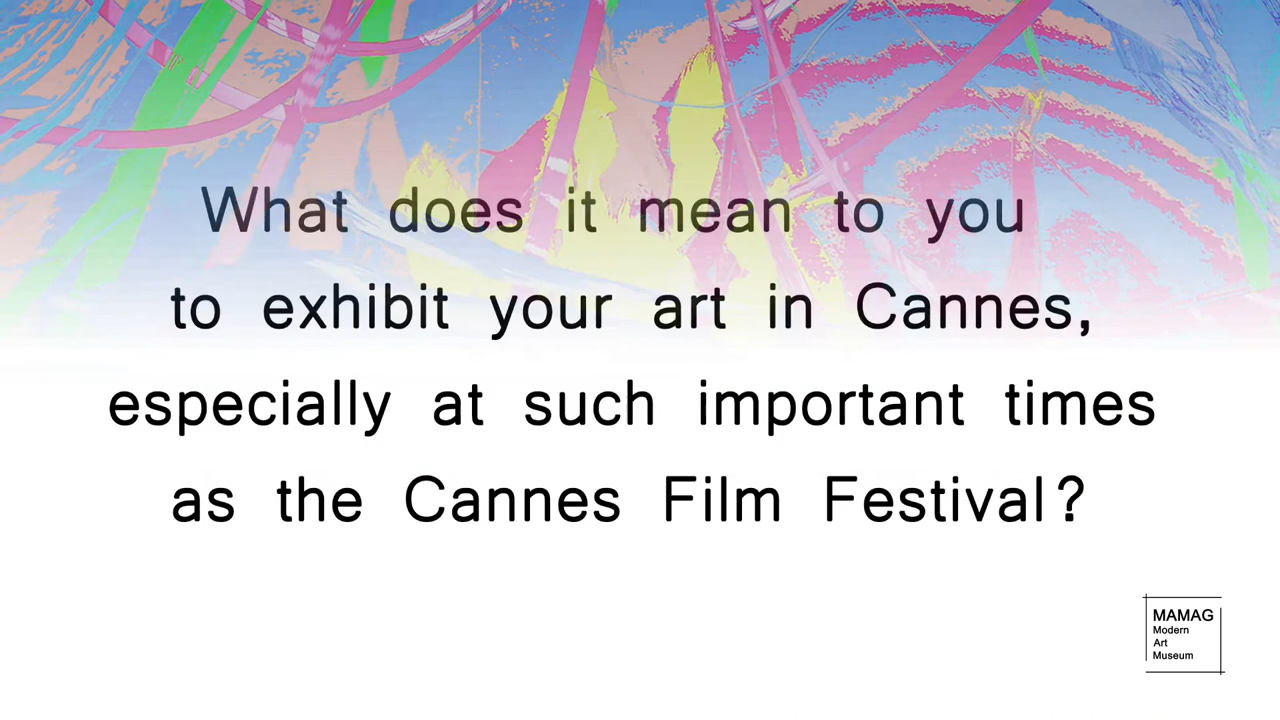 What does it mean to you
to exhibit your art in Cannes,
especially at such important times
as the Cannes Film Festival?
MAMAG
Modern
Art
Museum